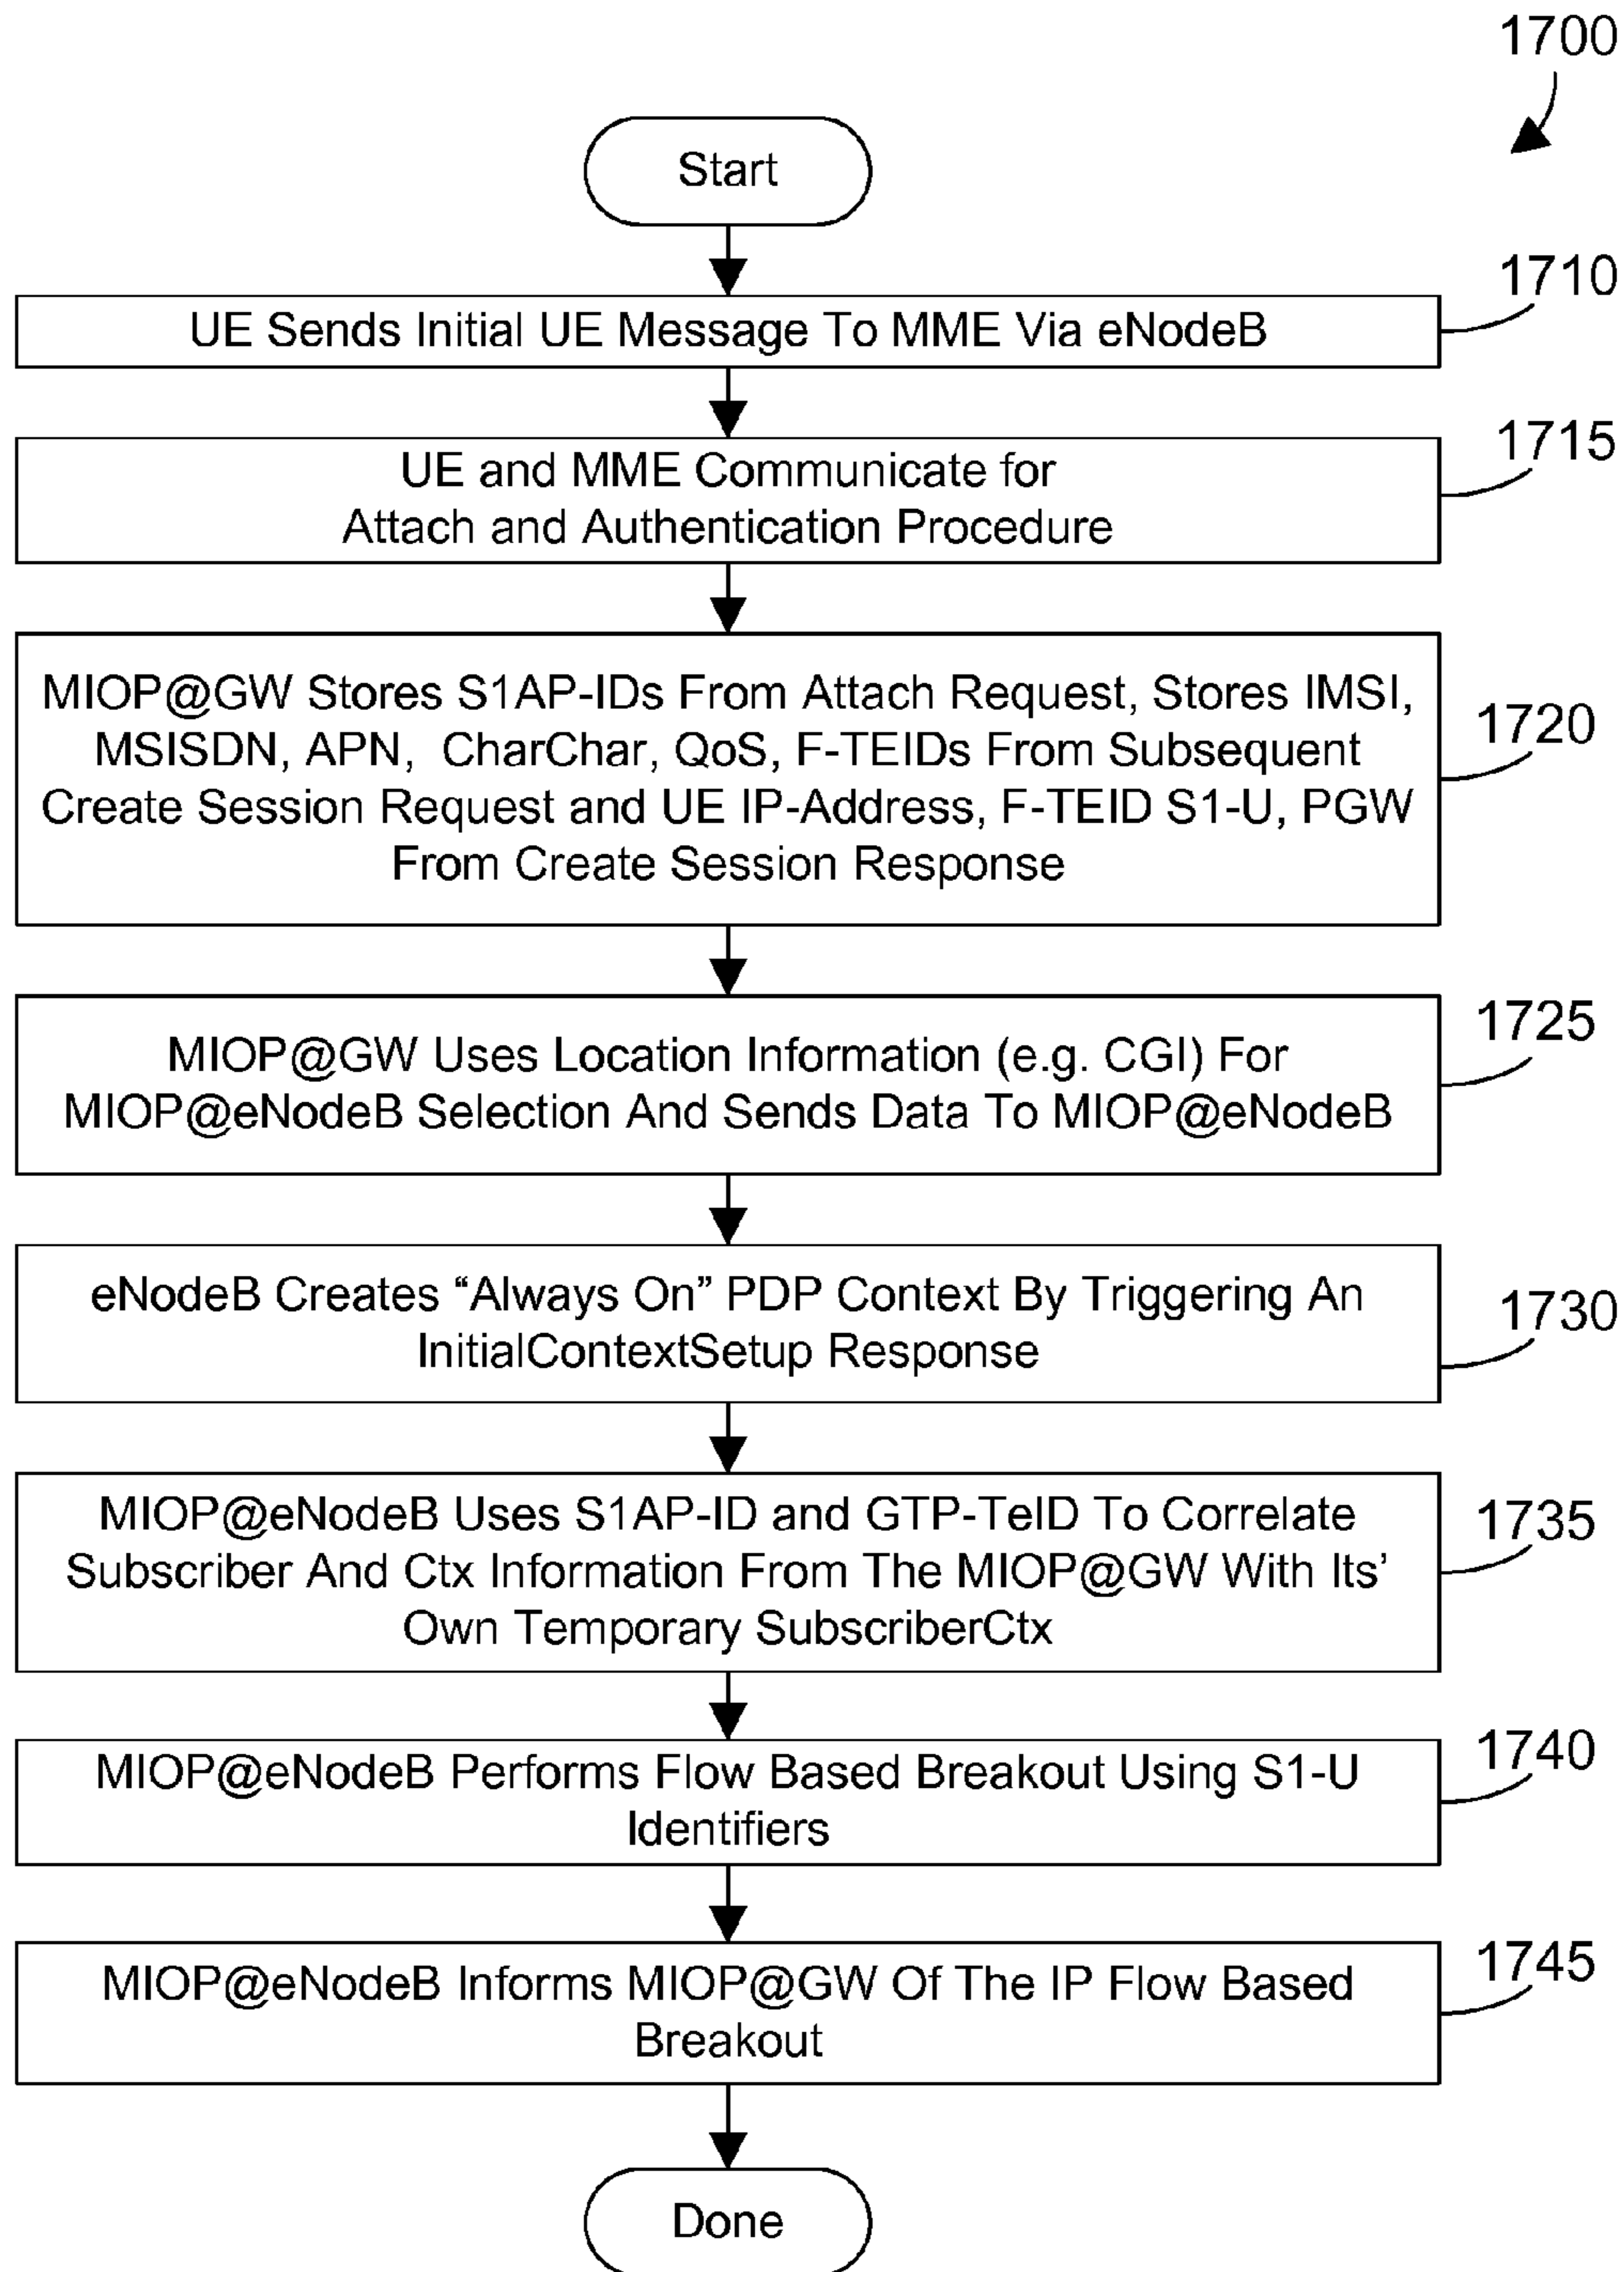 1700
Start
1710
UE Sends Initial UE Message To MME Via eNodeB
1715
UE and MME Communicate for
Attach and Authentication Procedure
1720
MIOP@GW Stores S1AP-IDs From Attach Request, Stores IMSI,
MSISDN, APN, CharChar, QoS, F-TEIDs From Subsequent
Create Session Request and UE IP-Address, F-TEID S1-U, PGW
From Create Session Response
1725
MIOP@GW Uses Location Information (e.g. CGI) For
MIOP@eNodeB Selection And Sends Data To MIOP@eNodeB
1730
eNodeB Creates “Always On” PDP Context By Triggering An
InitialContextSetup Response
1735
MIOP@eNodeB Uses S1AP-ID and GTP-TeID To Correlate
Subscriber And Ctx Information From The MIOP@GW With Its’
Own Temporary SubscriberCtx
1740
MIOP@eNodeB Performs Flow Based Breakout Using S1-U
Identifiers
1745
MIOP@eNodeB Informs MIOP@GW Of The IP Flow Based
Breakout
Done